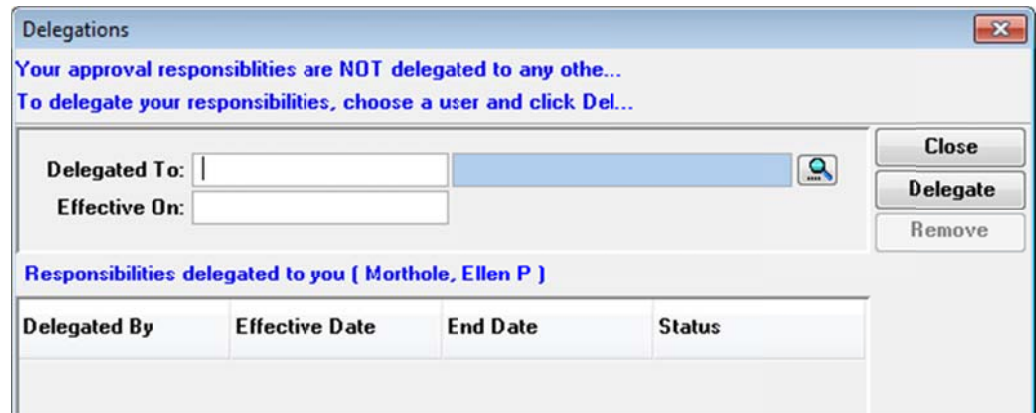 Delegations
Your approval responsiblities are NOT delegated to any othe...
To delegate your responsibilities, choose a user and click Del...
Close
Delegated To:
Delegate
Effective On:
Remove
Responsibilities delegated to you ( Morthole, Ellen P )
Delegated By Effective Date End Date Status